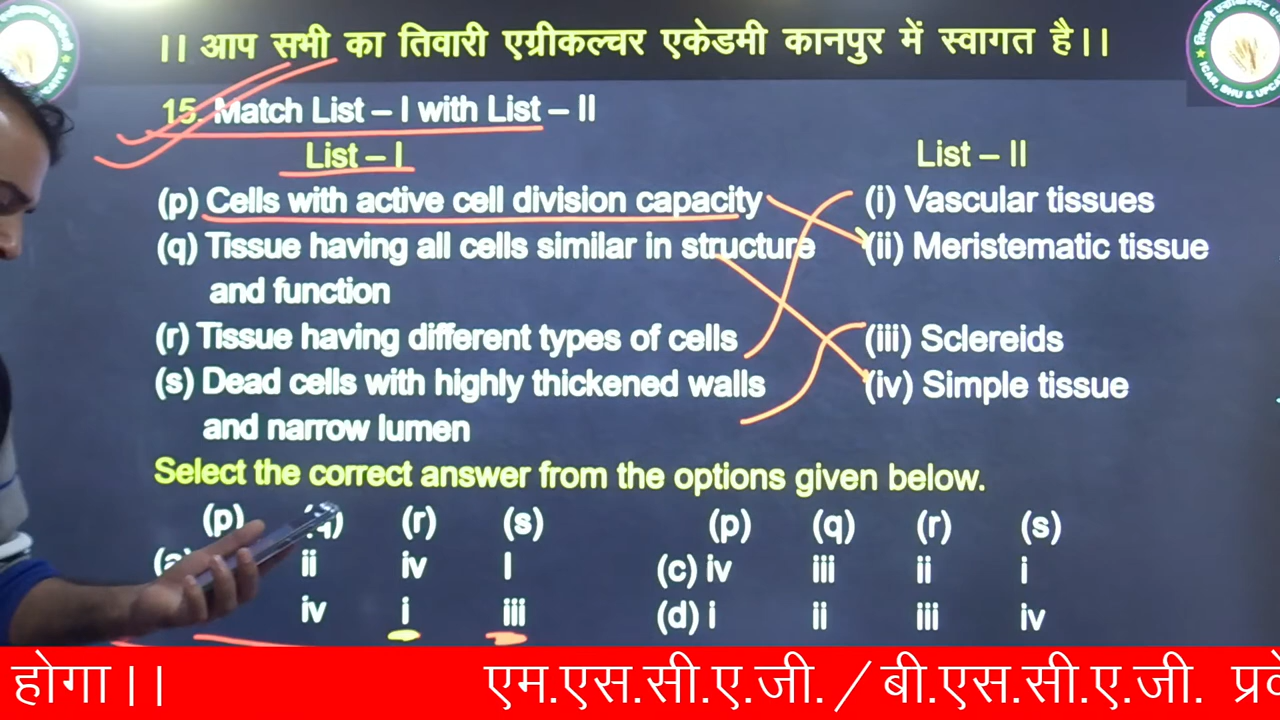 ।। आप सभी का तिवारी एग्रीकल्चर एकेडमी कानपुर में स्वागत है।।
15. Match List – I with List – II
List – I List – II
(p) Cells with active cell division capacity (i) Vascular tissues
(q) Tissue having all cells similar in structure (ii) Meristematic tissue
and function
(r) Tissue having different types of cells (iii) Sclereids
(s) Dead cells with highly thickened walls (iv) Simple tissue
and narrow lumen
Select the correct answer from the options given below.
(p) (q) (r) (s) (p) (q) (r) (s)
(a) ii iv I (c) iv iii ii i
iv i iii (d) i ii iii iv
होगा।। एम.एस.सी.ए.जी. / बी.एस.सी.ए.जी.